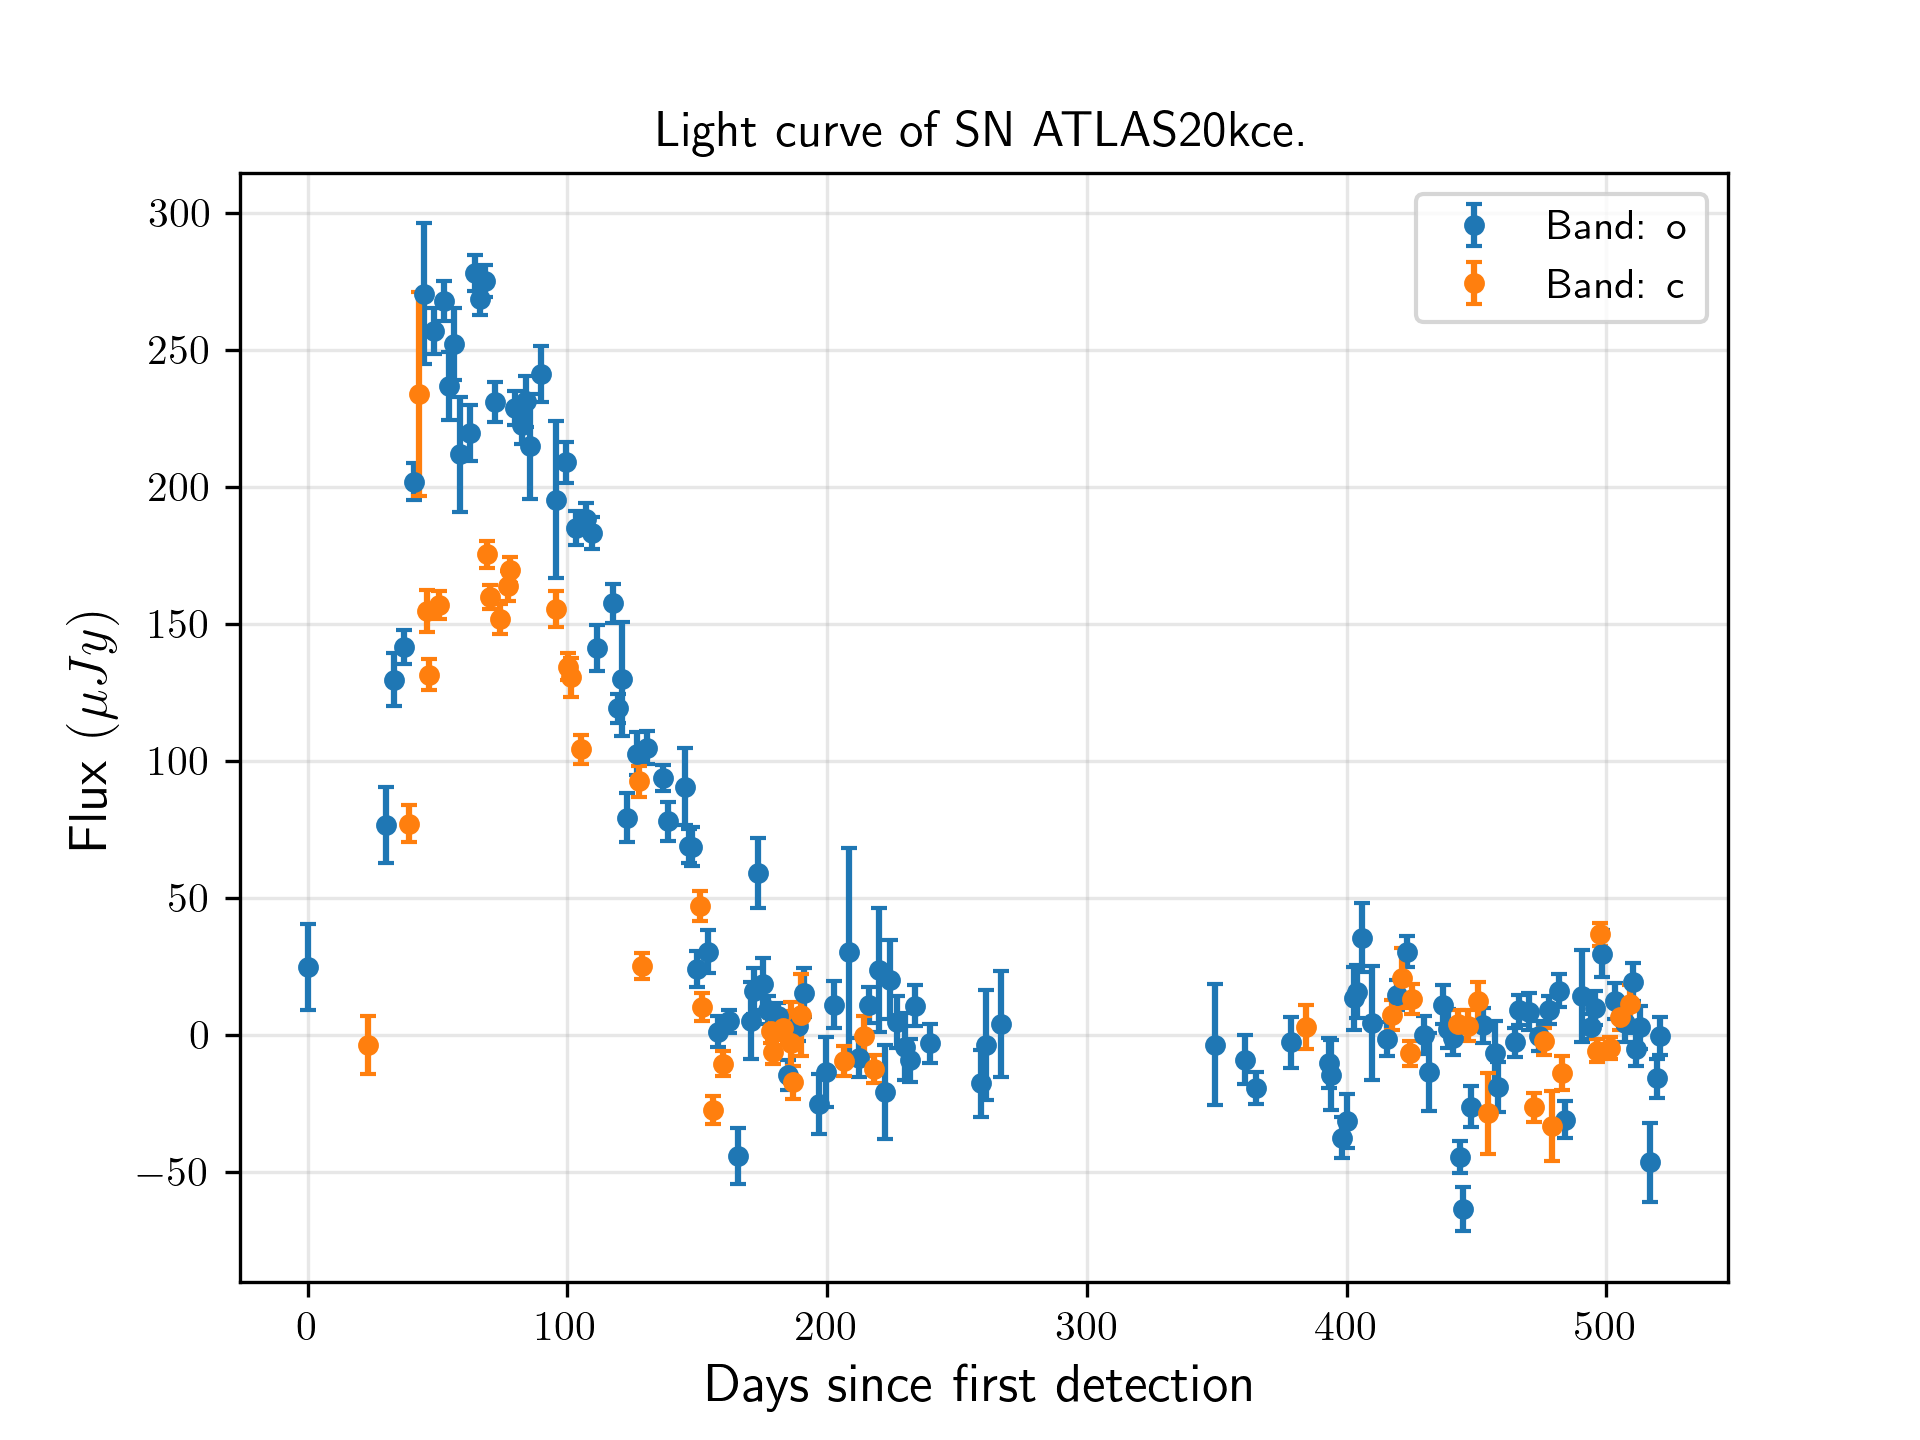 Light curve of SN ATLAS20kce.
Band: o
Band: c
Flux (μJy)
300
250
200
150
100
50
0
−50
0 100 200 300 400 500
Days since first detection